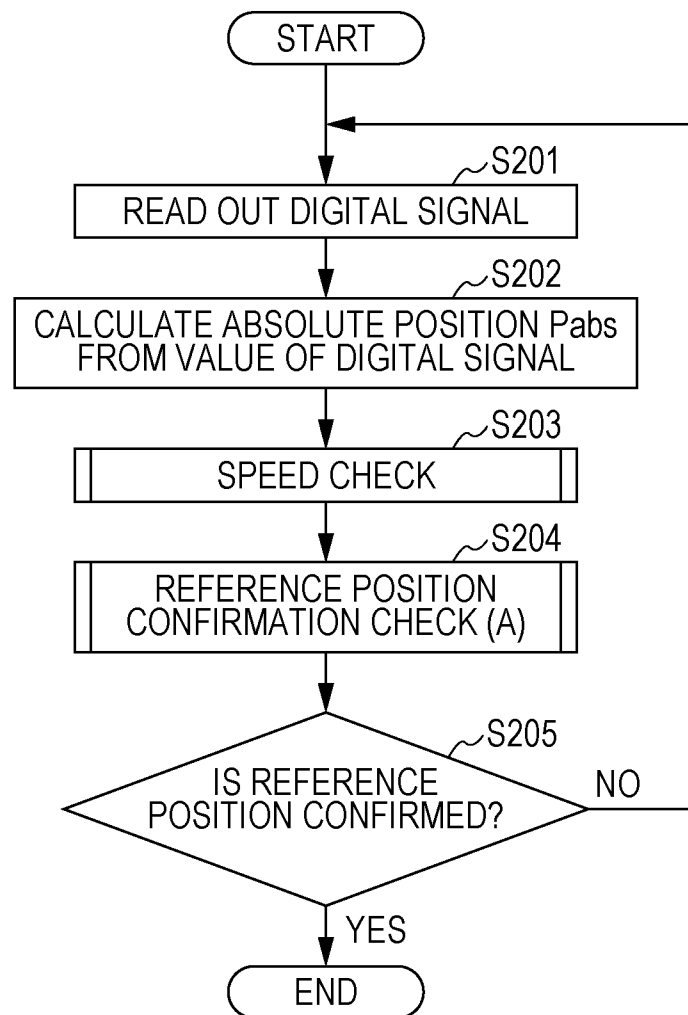 START
S201
READ OUT DIGITAL SIGNAL
S202
CALCULATE ABSOLUTE POSITION Pabs
FROM VALUE OF DIGITAL SIGNAL
S203
SPEED CHECK
S204
REFERENCE POSITION
CONFIRMATION CHECK (A)
S205
IS REFERENCE
POSITION CONFIRMED?
NO
YES
END